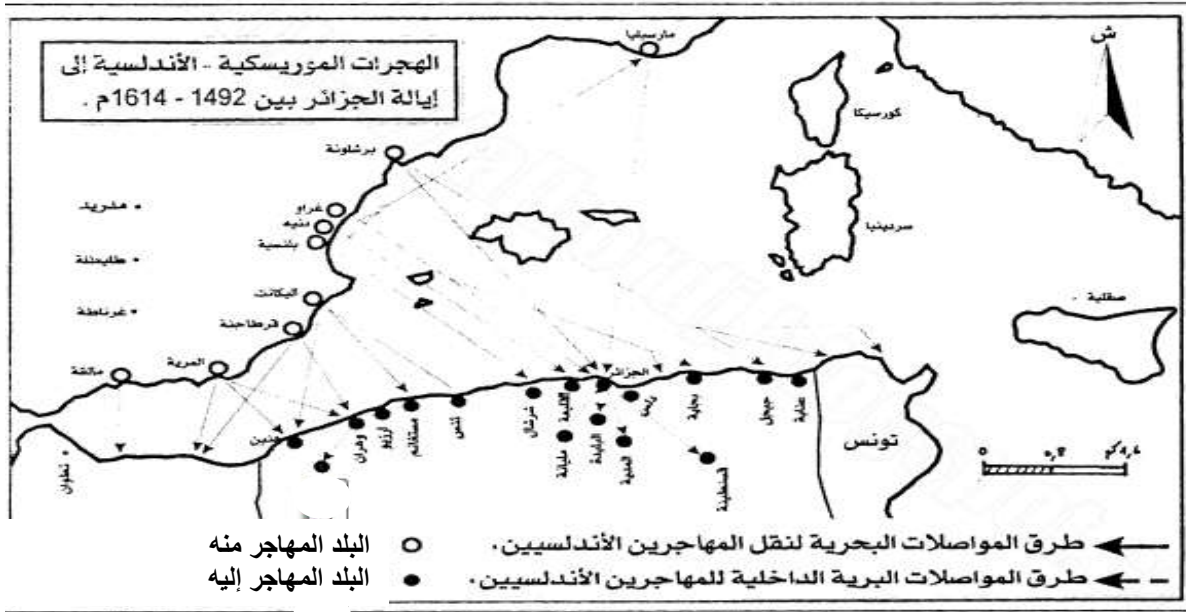 الهجرات الموريسكية - الأندلسية إلى
إيالة الجزائر بين 1492 - 1614م .
مارسيليا
ش
كورسيكا
برشلونة
مدريد
غراو
دنيه
بلنسية
سردينيا
طليطلة
اليكانت
صقلية
غرناطة
قرطاجنة
المرية
مالقة
الجزائر
تطوان
هنين
وهران
أرزيو
مستغانم
تنس
شرشال
القليعة
مليانة
البليدة
المدية
بجاية
جيجل
عنابة
قسنطينة
تونس
0
طرق المواصلات البحرية لنقل المهاجرين الأندلسيين.
البلد المهاجر منه
طرق المواصلات البرية الداخلية للمهاجرين الأندلسيين.
البلد المهاجر إليه